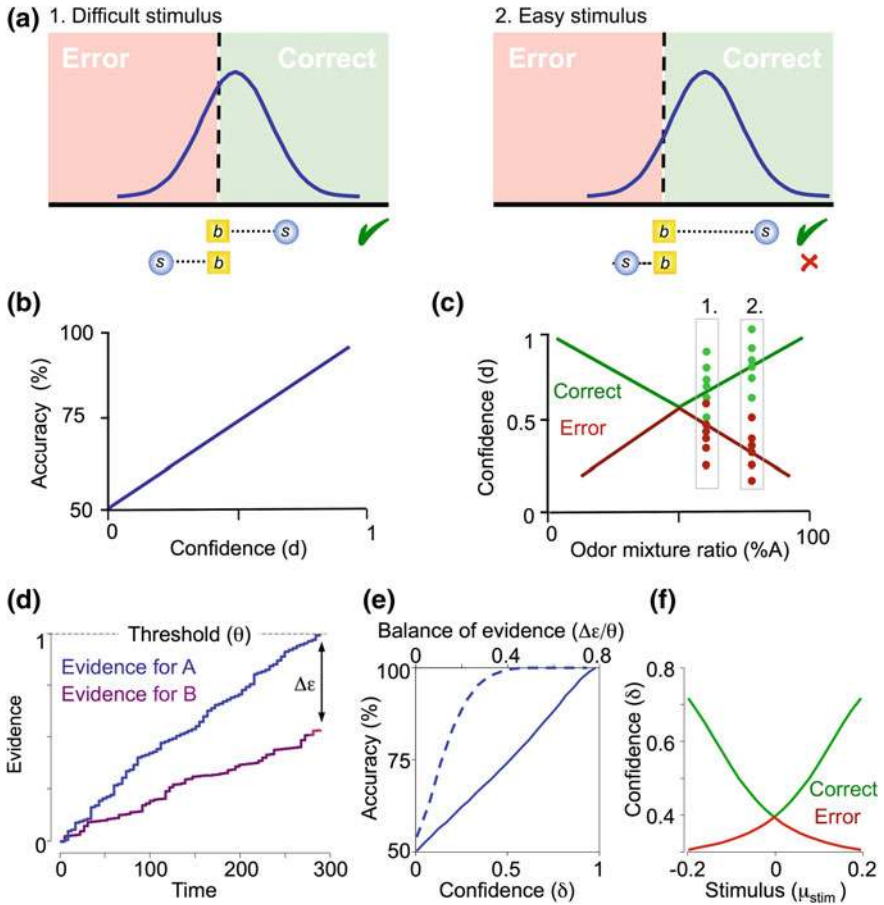 (a)
1. Difficult stimulus
2. Easy stimulus
Error
Correct
Error
Correct
b
s
b
s
s
b
s
b
(b)
100
75
50
Accuracy (%)
0
1
Confidence (d)
(c)
1.
2.
1
0.5
0
Confidence (d)
Correct
Error
0
100
Odor mixture ratio (%A)
(d)
1
0
Evidence
Threshold (θ)
Evidence for A
Evidence for B
Δε
0
100
200
300
Time
(e)
Balance of evidence (Δε/θ)
0
0.4
0.8
100
75
50
Accuracy (%)
0
0.5
1
Confidence (δ)
(f)
0.8
0.6
0.4
Confidence (δ)
Correct
Error
-0.2
0
0.2
Stimulus (μstim)